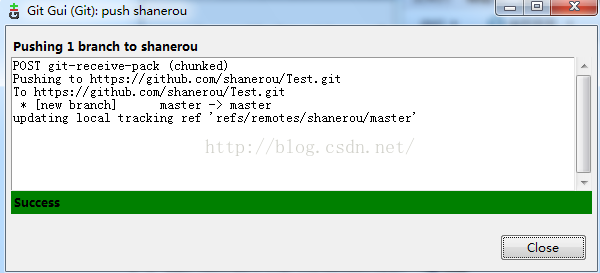 Git Gui (Git): push shanerou
Pushing 1 branch to shanerou
POST git-receive-pack (chunked)
Pushing to https://github.com/shanerou/Test.git
To https://github.com/shanerou/Test.git
 * [new branch]      master -> master
updating local tracking ref 'refs/remotes/shanerou/master'
http://blog.csdn.net/
Success
Close